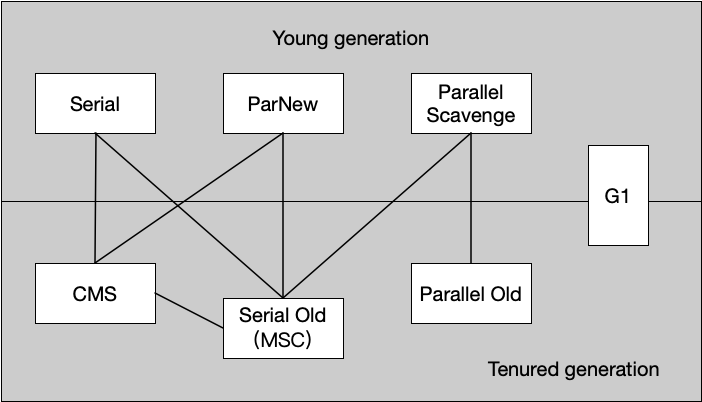 Young generation
Serial
ParNew
Parallel
Scavenge
G1
CMS
Serial Old
（MSC）
Parallel Old
Tenured generation